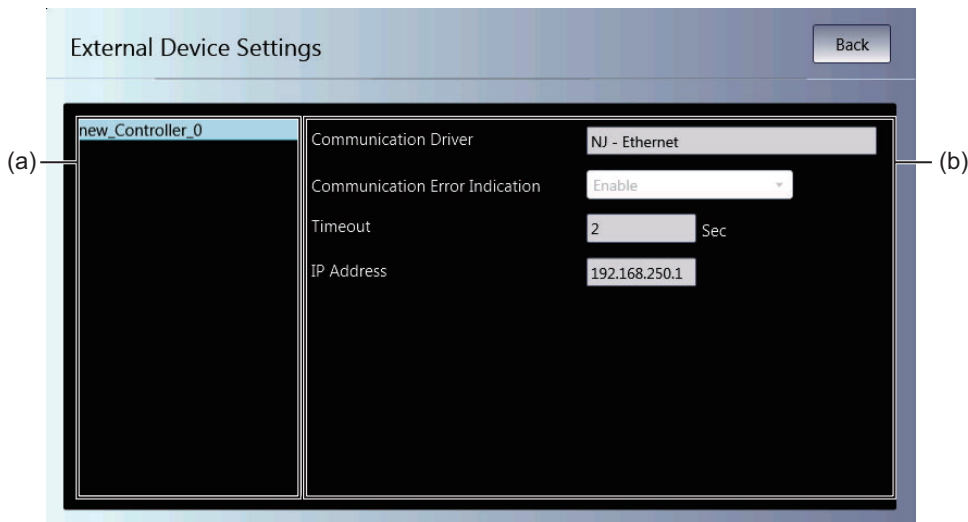 External Device Settings
Back
new_Controller_0
(a)
(b)
Communication Driver
NJ - Ethernet
Communication Error Indication
Enable
Timeout
2
Sec
IP Address
192.168.250.1